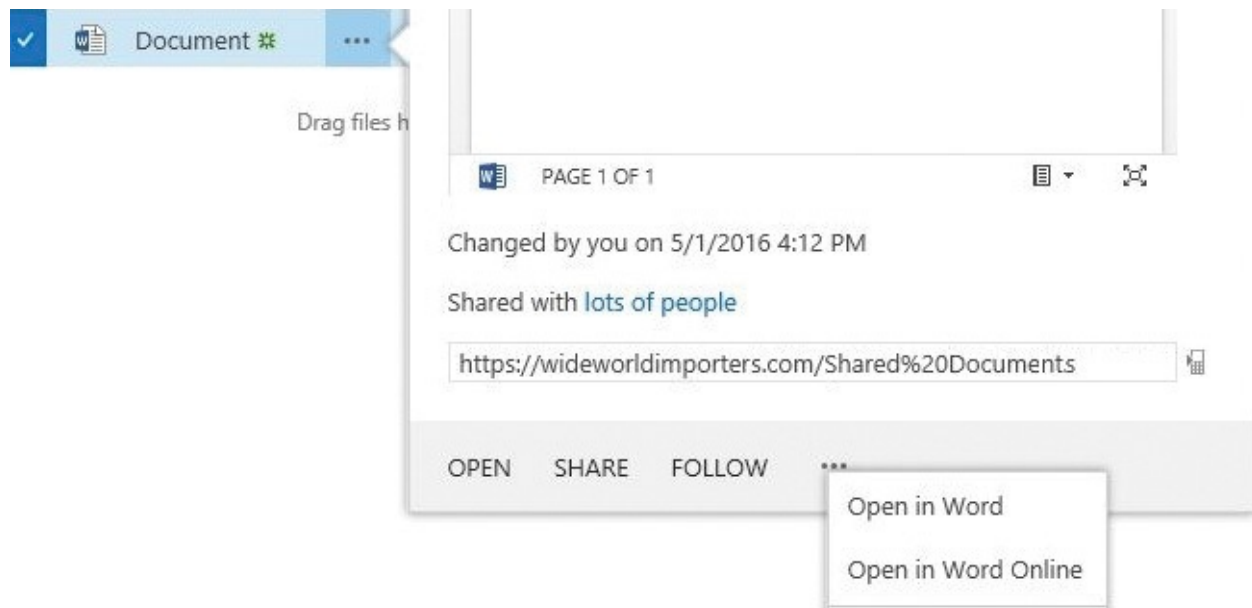 Document
Drag files h
PAGE 1 OF 1
Changed by you on 5/1/2016 4:12 PM
Shared with lots of people
https://wideworldimporters.com/Shared%20Documents
OPEN SHARE FOLLOW ...
Open in Word
Open in Word Online